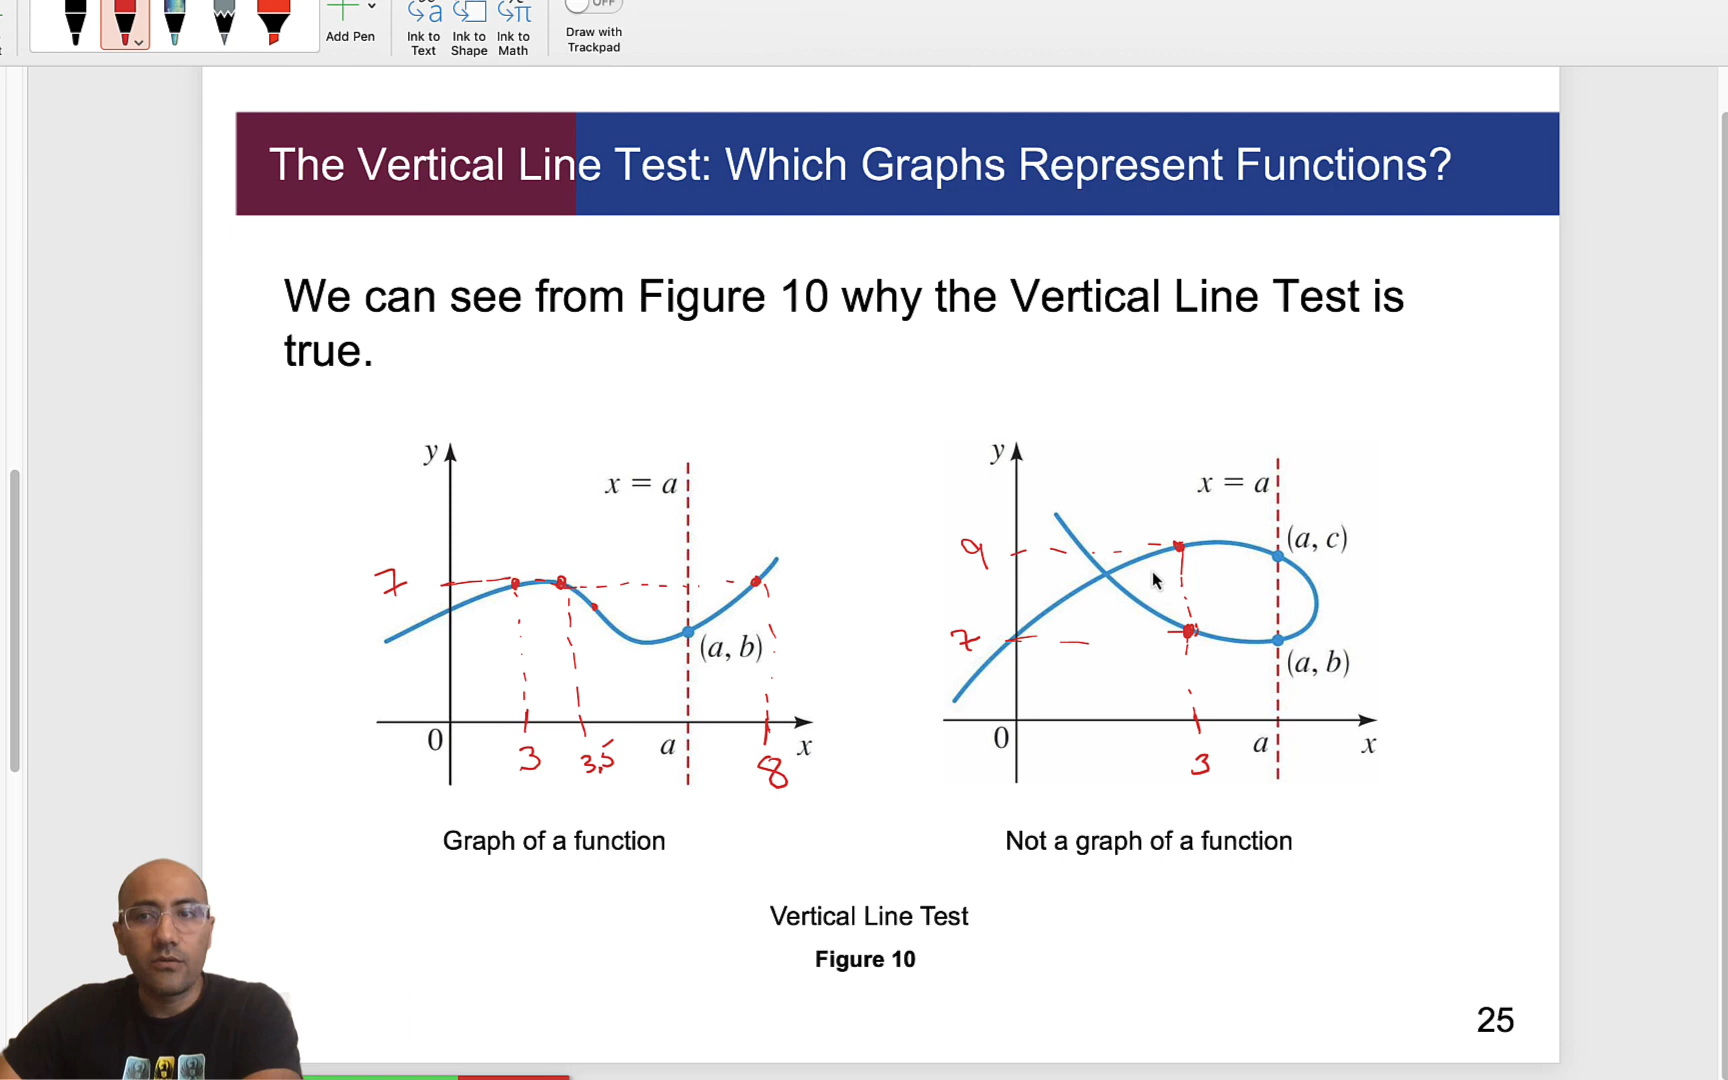 OFF
Add Pen
Ink to Text
Ink to Shape
Ink to Math
Draw with Trackpad
The Vertical Line Test: Which Graphs Represent Functions?
We can see from Figure 10 why the Vertical Line Test is
true.
y
x = a
7
(a, b)
0
3
3,5
a
8
x
Graph of a function
y
x = a
9
(a, c)
7
(a, b)
0
3
a
x
Not a graph of a function
Vertical Line Test
Figure 10
25